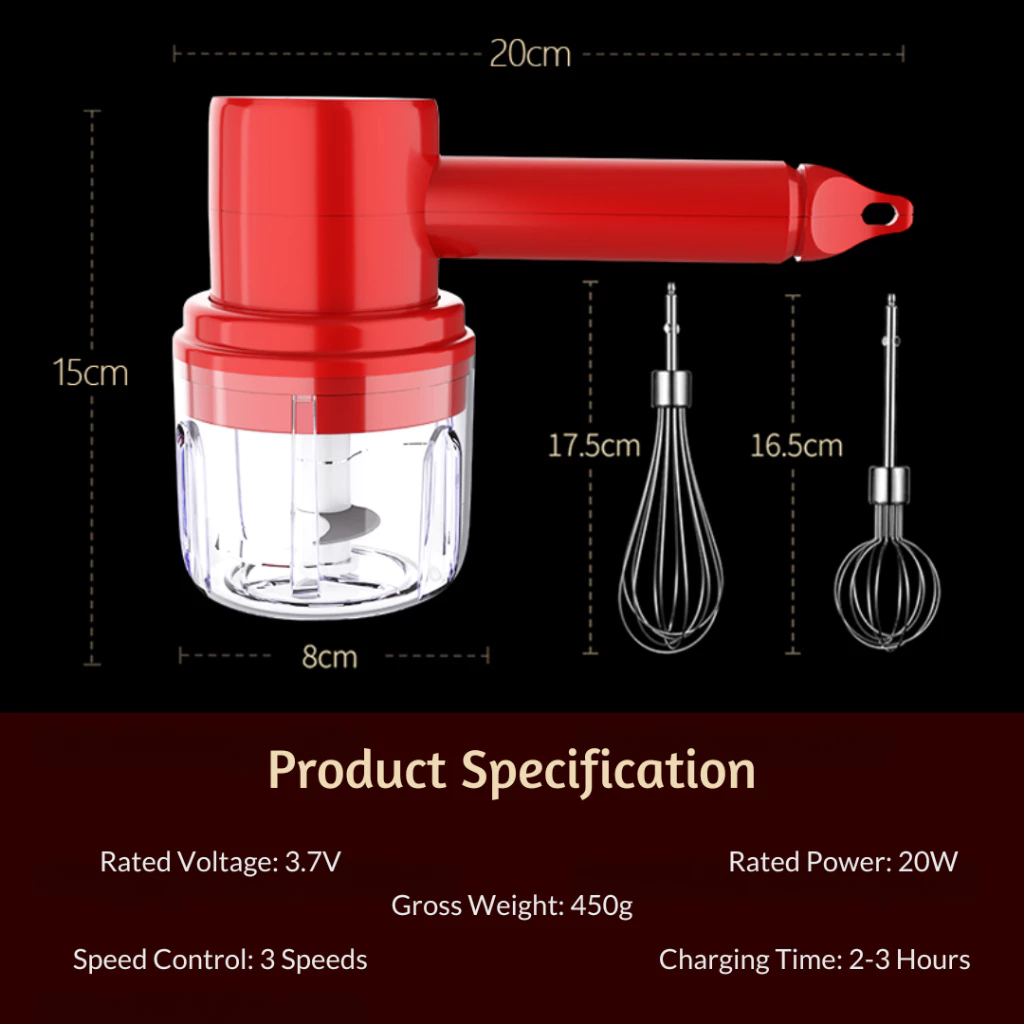 20cm
15cm
17.5cm
16.5cm
8cm
Product Specification
Rated Voltage: 3.7V
Rated Power: 20W
Gross Weight: 450g
Speed Control: 3 Speeds
Charging Time: 2-3 Hours